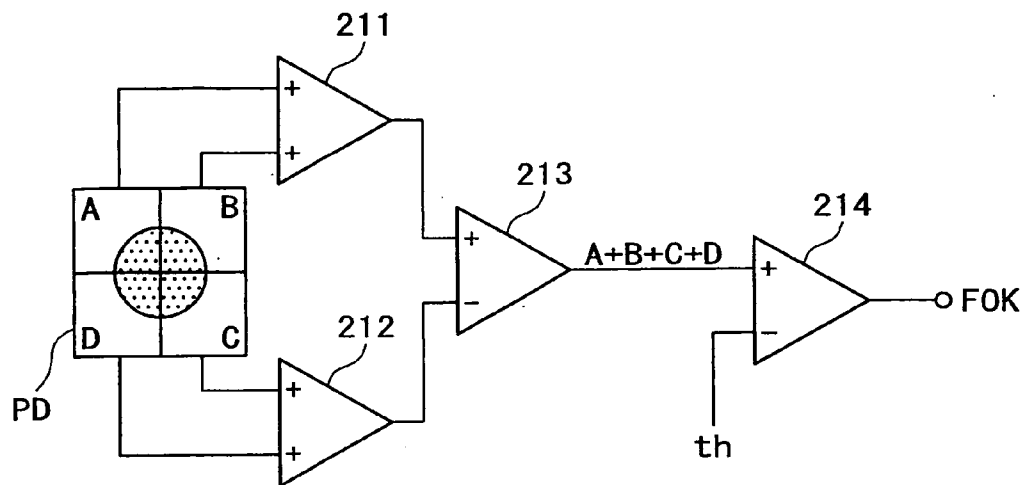 211
+
+
A B
213
214
+
A+B+C+D
+
FOK
−
−
D C
212
PD
+
+
th